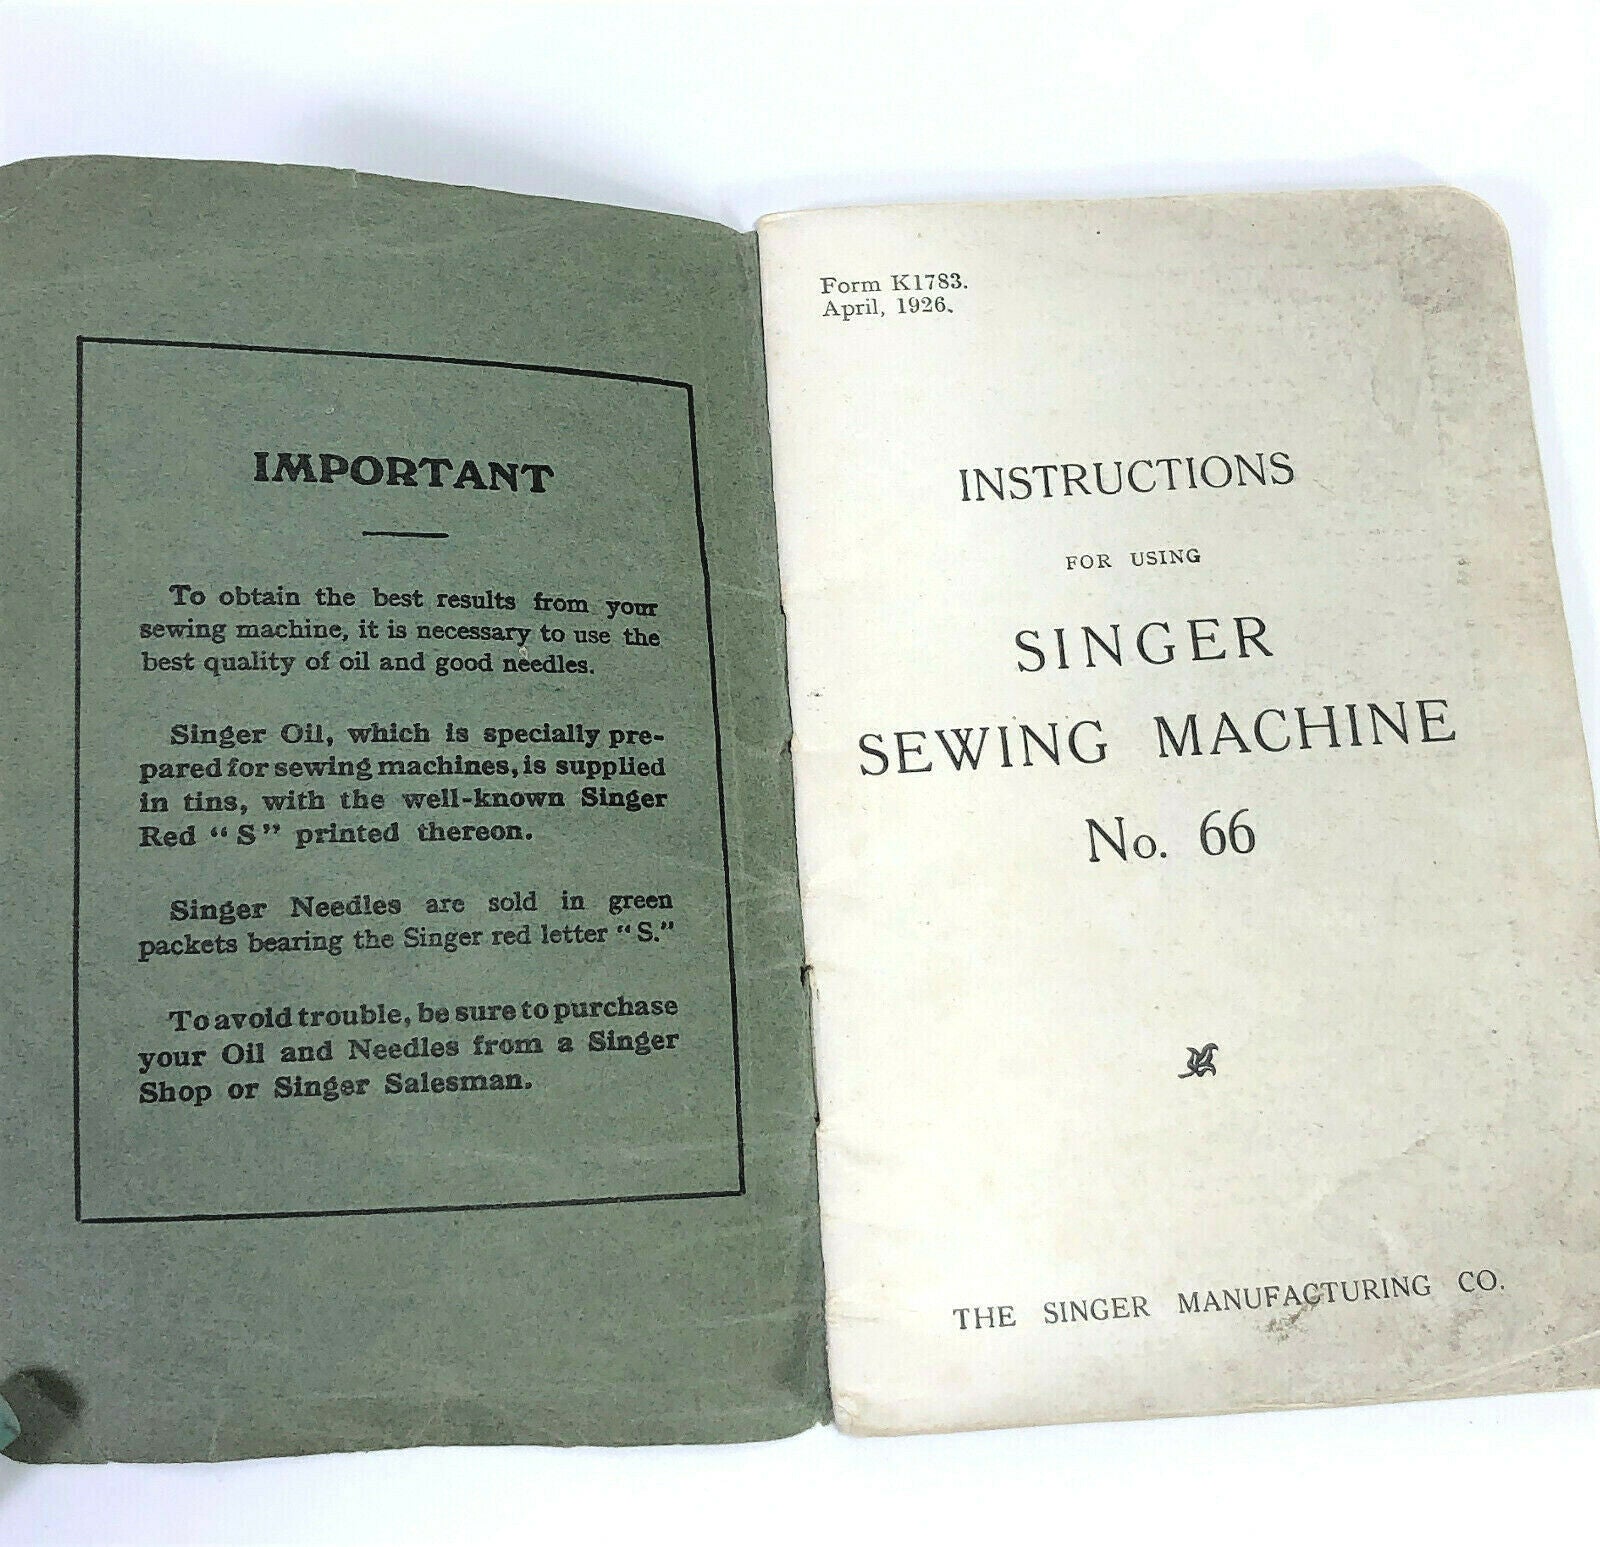 IMPORTANT
To obtain the best results from your
sewing machine, it is necessary to use the
best quality of oil and good needles.
Singer Oil, which is specially pre-
pared for sewing machines, is supplied
in tins, with the well-known Singer
Red "S" printed thereon.
Singer Needles are sold in green
packets bearing the Singer red letter "S."
To avoid trouble, be sure to purchase
your Oil and Needles from a Singer
Shop or Singer Salesman.
Form K1783.
April, 1926.
INSTRUCTIONS
FOR USING
SINGER
SEWING MACHINE
No. 66
THE SINGER MANUFACTURING CO.